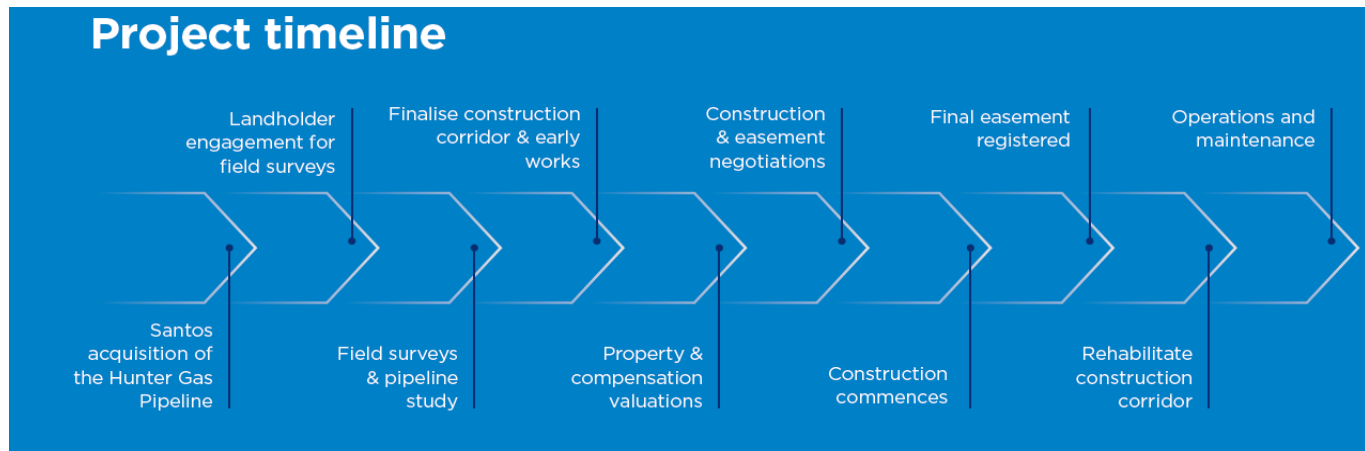 Project timeline
Landholder
engagement for
field surveys
Finalise construction
corridor & early
works
Construction
& easement
negotiations
Final easement
registered
Operations and
maintenance
Santos
acquisition of
the Hunter Gas
Pipeline
Field surveys
& pipeline
study
Property &
compensation
valuations
Construction
commences
Rehabilitate
construction
corridor